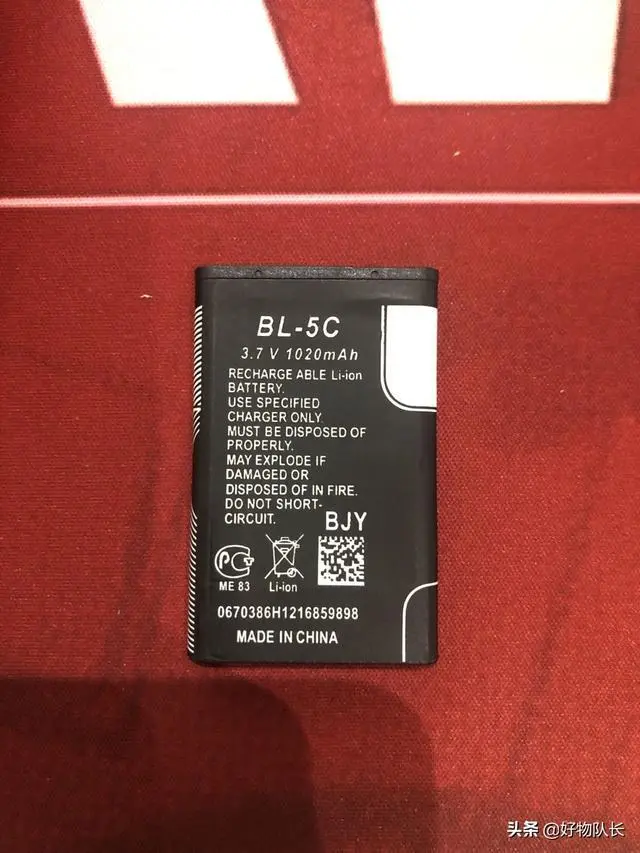 BL-5C
3.7 V 1020mAh
RECHARGE ABLE Li-ion
BATTERY.
USE SPECIFIED
CHARGER ONLY.
MUST BE DISPOSED OF
PROPERLY.
MAY EXPLODE IF
DAMAGED OR
DISPOSED OF IN FIRE.
DO NOT SHORT-
CIRCUIT.
BJY
ME 83
Li-ion
0670386H1216859898
MADE IN CHINA
头条 @好物队长